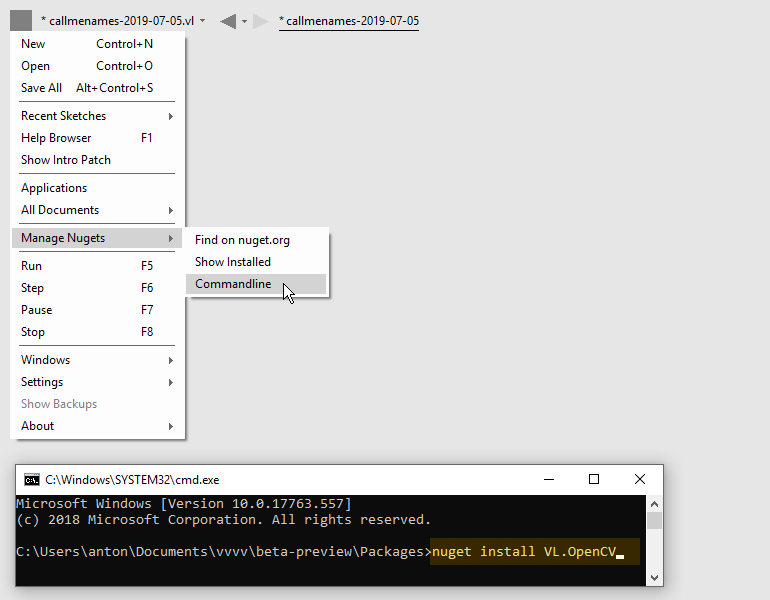 * callmenames-2019-07-05.vl * callmenames-2019-07-05
New Control+N
Open Control+O
Save All Alt+Control+S
Recent Sketches
Help Browser F1
Show Intro Patch
Applications
All Documents
Manage Nugets
Find on nuget.org
Show Installed
Commandline
Run F5
Step F6
Pause F7
Stop F8
Windows
Settings
Show Backups
About
C:\Windows\SYSTEM32\cmd.exe
Microsoft Windows [Version 10.0.17763.557]
(c) 2018 Microsoft Corporation. All rights reserved.
C:\Users\anton\Documents\vvvv\beta-preview\Packages>nuget install VL.OpenCV_